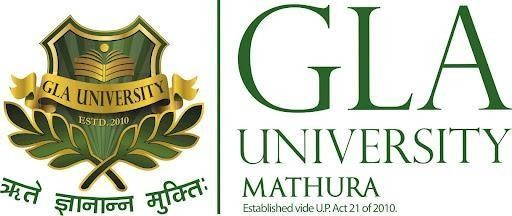 GLA UNIVERSITY
ESTD. 2010
ऋते ज्ञानान्न मुक्तिः
GLA
UNIVERSITY
MATHURA
Established vide U.P. Act 21 of 2010.